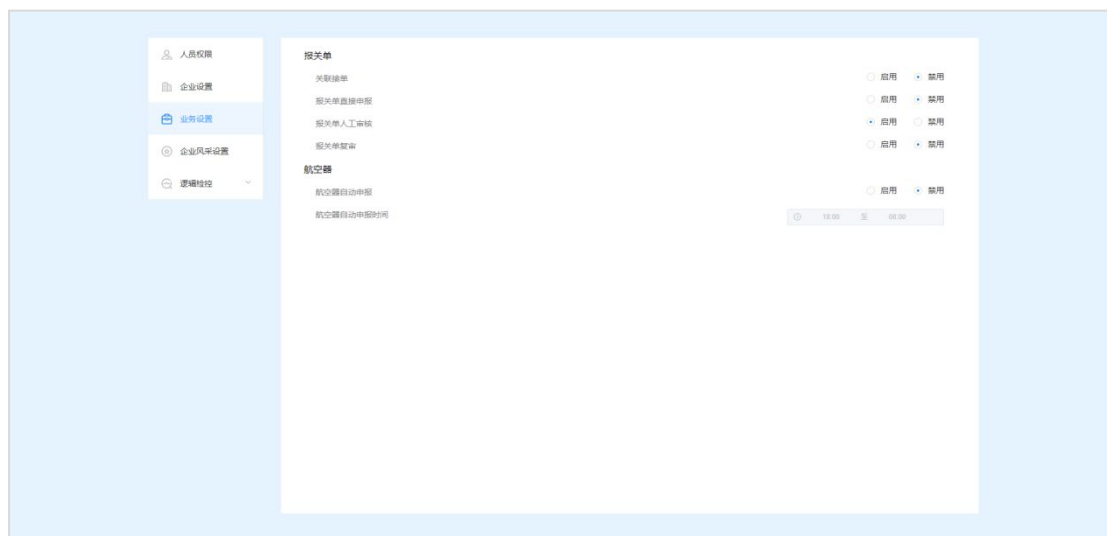 人员权限
企业设置
业务设置
企业风采设置
逻辑检控
报关单
关联接单 启用 禁用
报关单直接申报 启用 禁用
报关单人工审核 启用 禁用
报关单复审 启用 禁用
航空器
航空器自动申报 启用 禁用
航空器自动申报时间 18:00 至 08:00